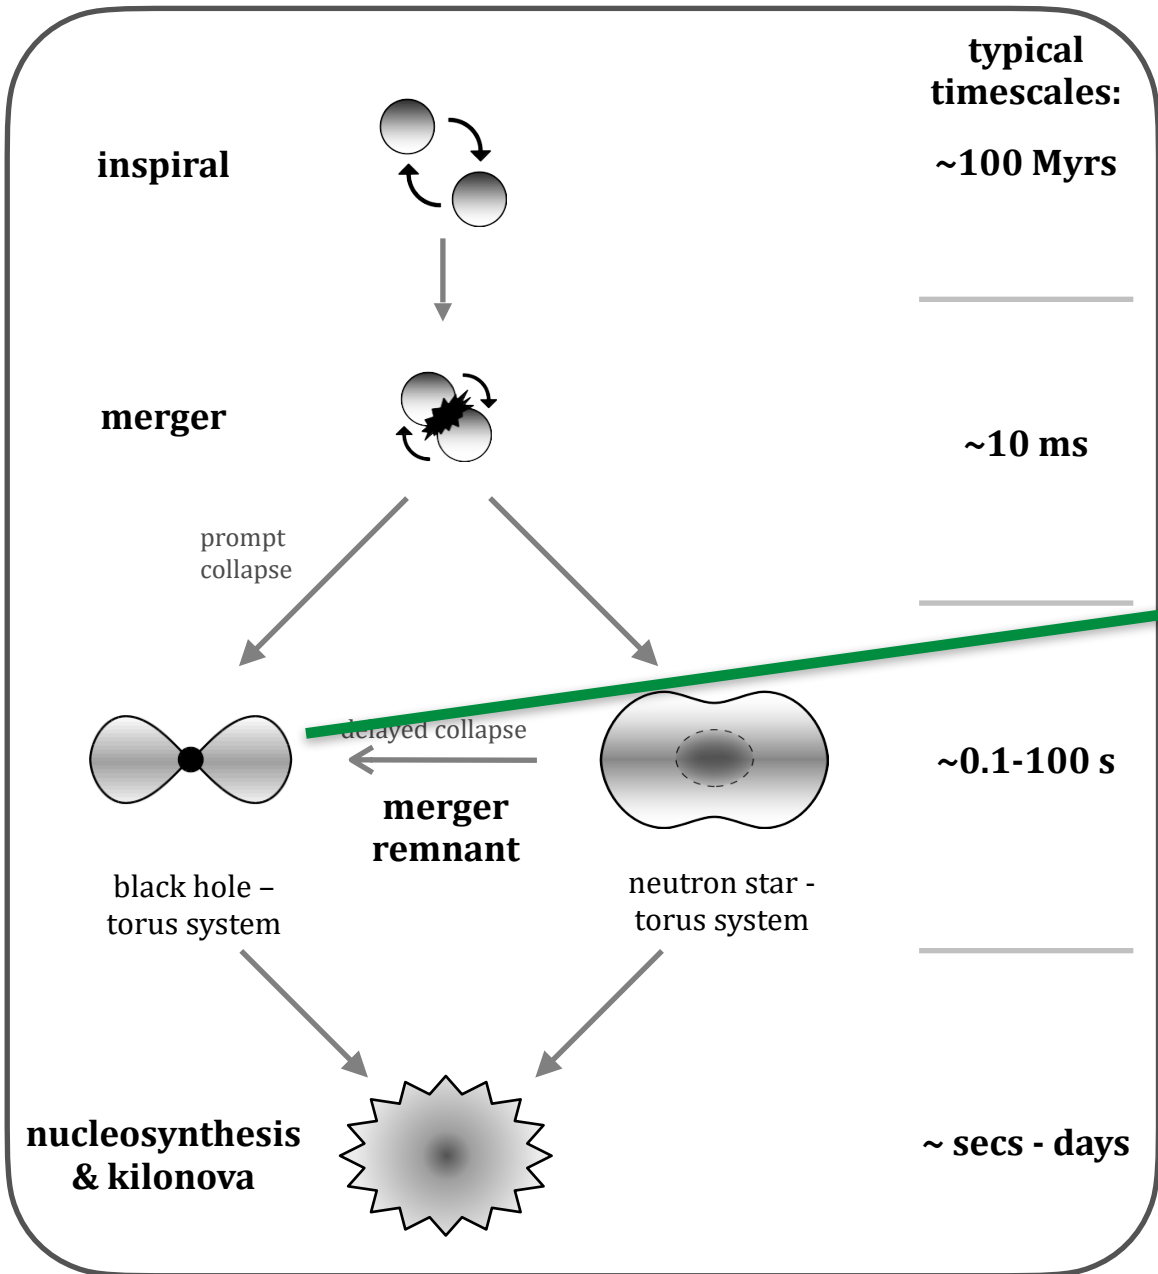 typical
timescales:
inspiral
~100 Myrs
merger
~10 ms
prompt
collapse
delayed collapse
~0.1-100 s
merger
remnant
black hole –
torus system
neutron star -
torus system
nucleosynthesis
& kilonova
~ secs - days